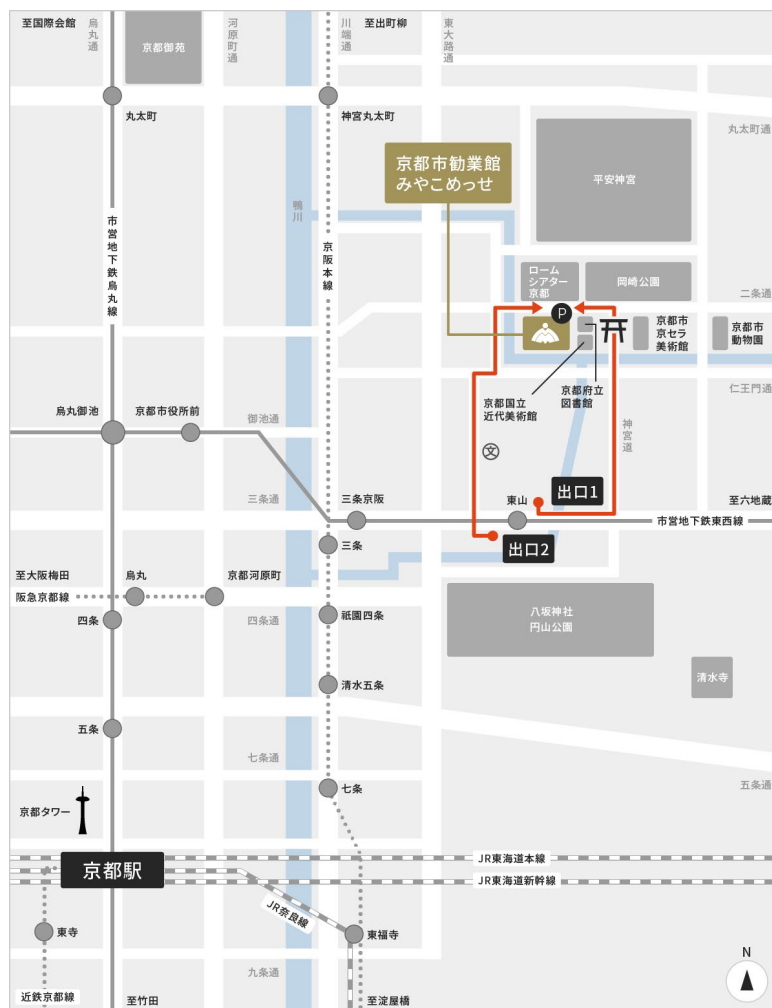 至国際会館
烏丸通
京都御苑
河原町通
川端通
至出町柳
東大路通
丸太町
神宮丸太町
丸太町通
京都市勧業館
みやこめっせ
平安神宮
鴨川
市営地下鉄烏丸線
京阪本線
ローム
シアター
京都
岡崎公園
二条通
P
京都市
京セラ
美術館
京都市
動物園
京都国立
近代美術館
京都府立
図書館
仁王門通
神宮道
烏丸御池
京都市役所前
御池通
文
三条通
三条京阪
東山
出口1
至六地蔵
市営地下鉄東西線
三条
出口2
至大阪梅田
烏丸
京都河原町
阪急京都線
四条
四条通
祇園四条
八坂神社
円山公園
清水五条
清水寺
五条
七条通
七条
五条通
京都タワー
京都駅
JR東海道本線
JR東海道新幹線
JR奈良線
東寺
東福寺
九条通
N
近鉄京都線
至竹田
至淀屋橋